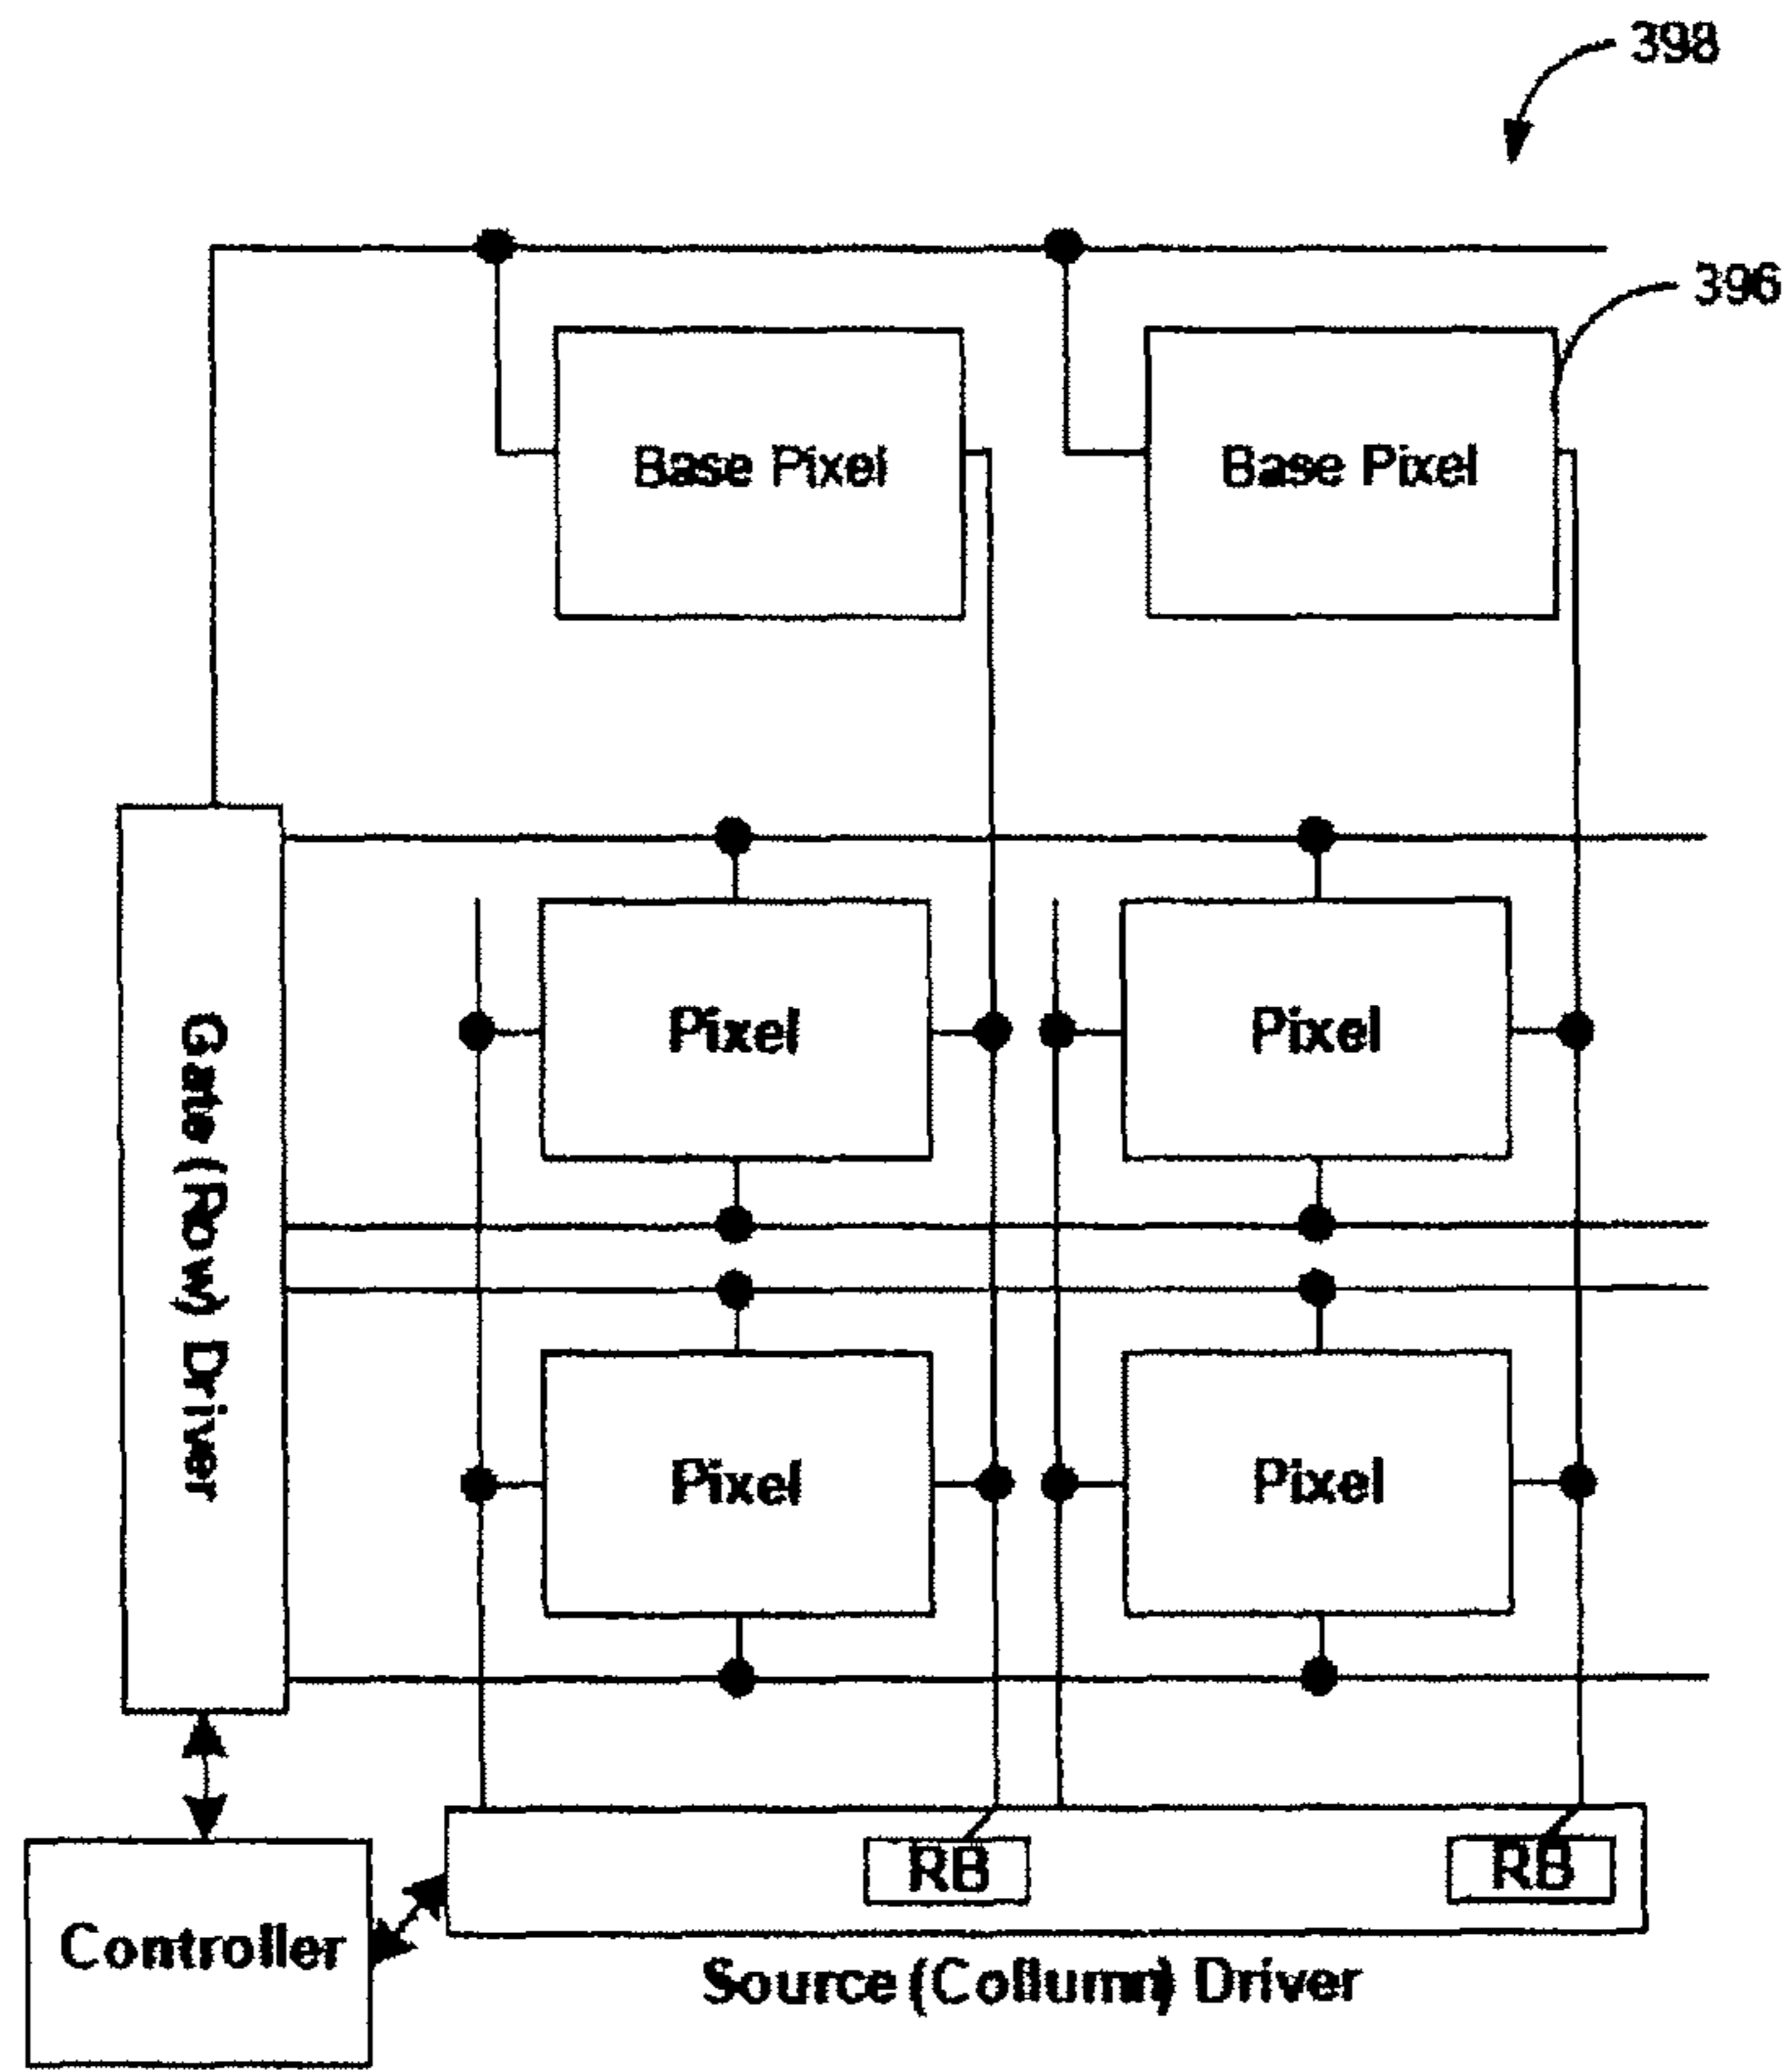 398
396
Base Pixel
Base Pixel
Pixel
Pixel
Gate (Row) Driver
Pixel
Pixel
RB
RB
Controller
Source (Collumn) Driver